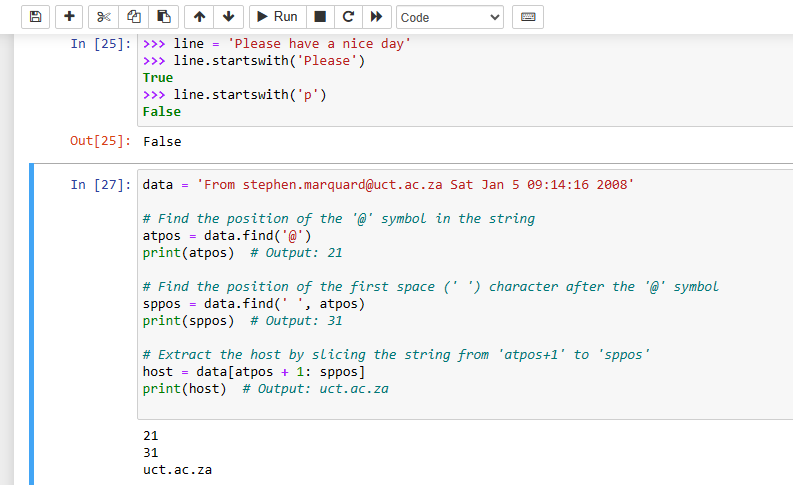 Run
Code
In [25]: >>> line = 'Please have a nice day'
>>> line.startswith('Please')
True
>>> line.startswith('p')
False
Out[25]: False
In [27]: data = 'From stephen.marquard@uct.ac.za Sat Jan 5 09:14:16 2008'
# Find the position of the '@' symbol in the string
atpos = data.find('@')
print(atpos)  # Output: 21
# Find the position of the first space (' ') character after the '@' symbol
sppos = data.find(' ', atpos)
print(sppos)  # Output: 31
# Extract the host by slicing the string from 'atpos+1' to 'sppos'
host = data[atpos + 1: sppos]
print(host)  # Output: uct.ac.za
21
31
uct.ac.za